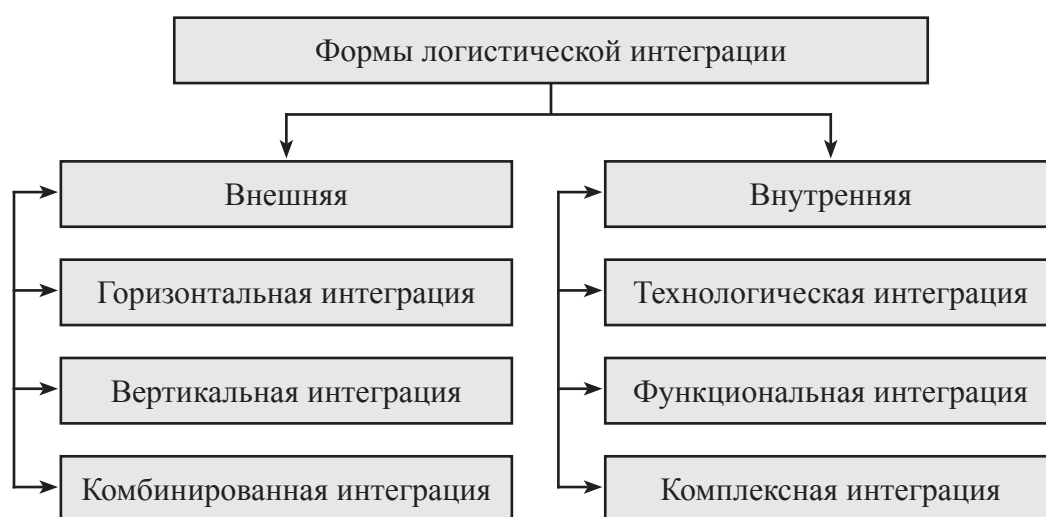 Формы логистической интеграции
Внешняя
Внутренняя
Горизонтальная интеграция
Технологическая интеграция
Вертикальная интеграция
Функциональная интеграция
Комбинированная интеграция
Комплексная интеграция